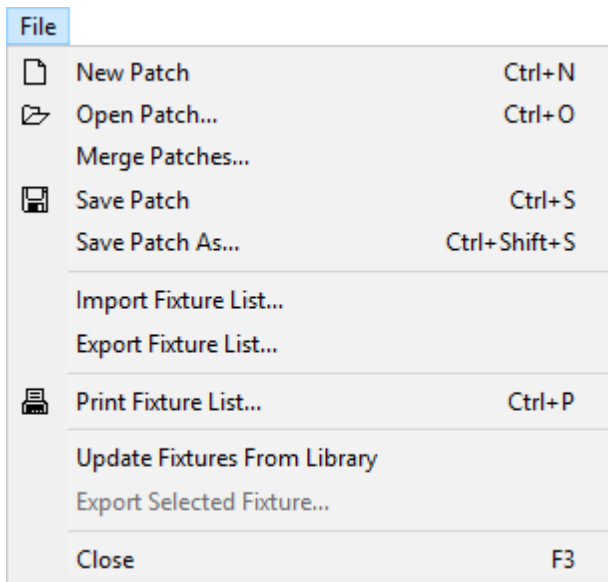 File
New Patch Ctrl+N
Open Patch... Ctrl+O
Merge Patches...
Save Patch Ctrl+S
Save Patch As... Ctrl+Shift+S
Import Fixture List...
Export Fixture List...
Print Fixture List... Ctrl+P
Update Fixtures From Library
Export Selected Fixture...
Close F3